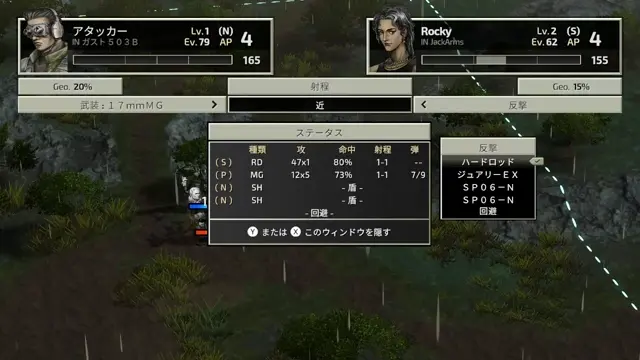 アタッカー Lv.1 (N)
IN ガスト５０３Ｂ Ev.79 AP 4
165
Rocky Lv.2 (S)
IN JackArms Ev.62 AP 4
155
Geo. 20% 射程 Geo. 15%
武装：１７ｍｍＭＧ 近 反撃
ステータス
種類 攻 命中 射程 弾
(S) RD 47x1 80% 1-1 --
(P) MG 12x5 73% 1-1 7/9
(N) SH - 盾 -
(N) SH - 盾 -
- 回避 -
Y または X このウィンドウを隠す
反撃
ハードロッド
ジュアリーＥＸ
ＳＰ０６－Ｎ
ＳＰ０６－Ｎ
回避
1